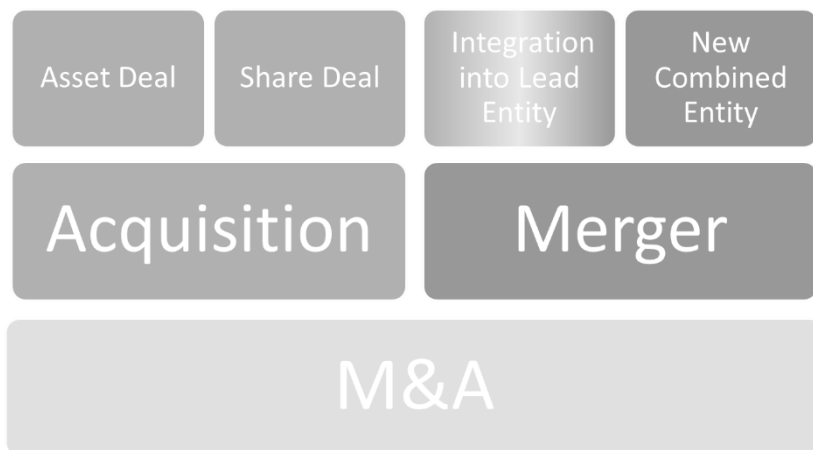 Asset Deal
Share Deal
Integration
into Lead
Entity
New
Combined
Entity
Acquisition
Merger
M&A